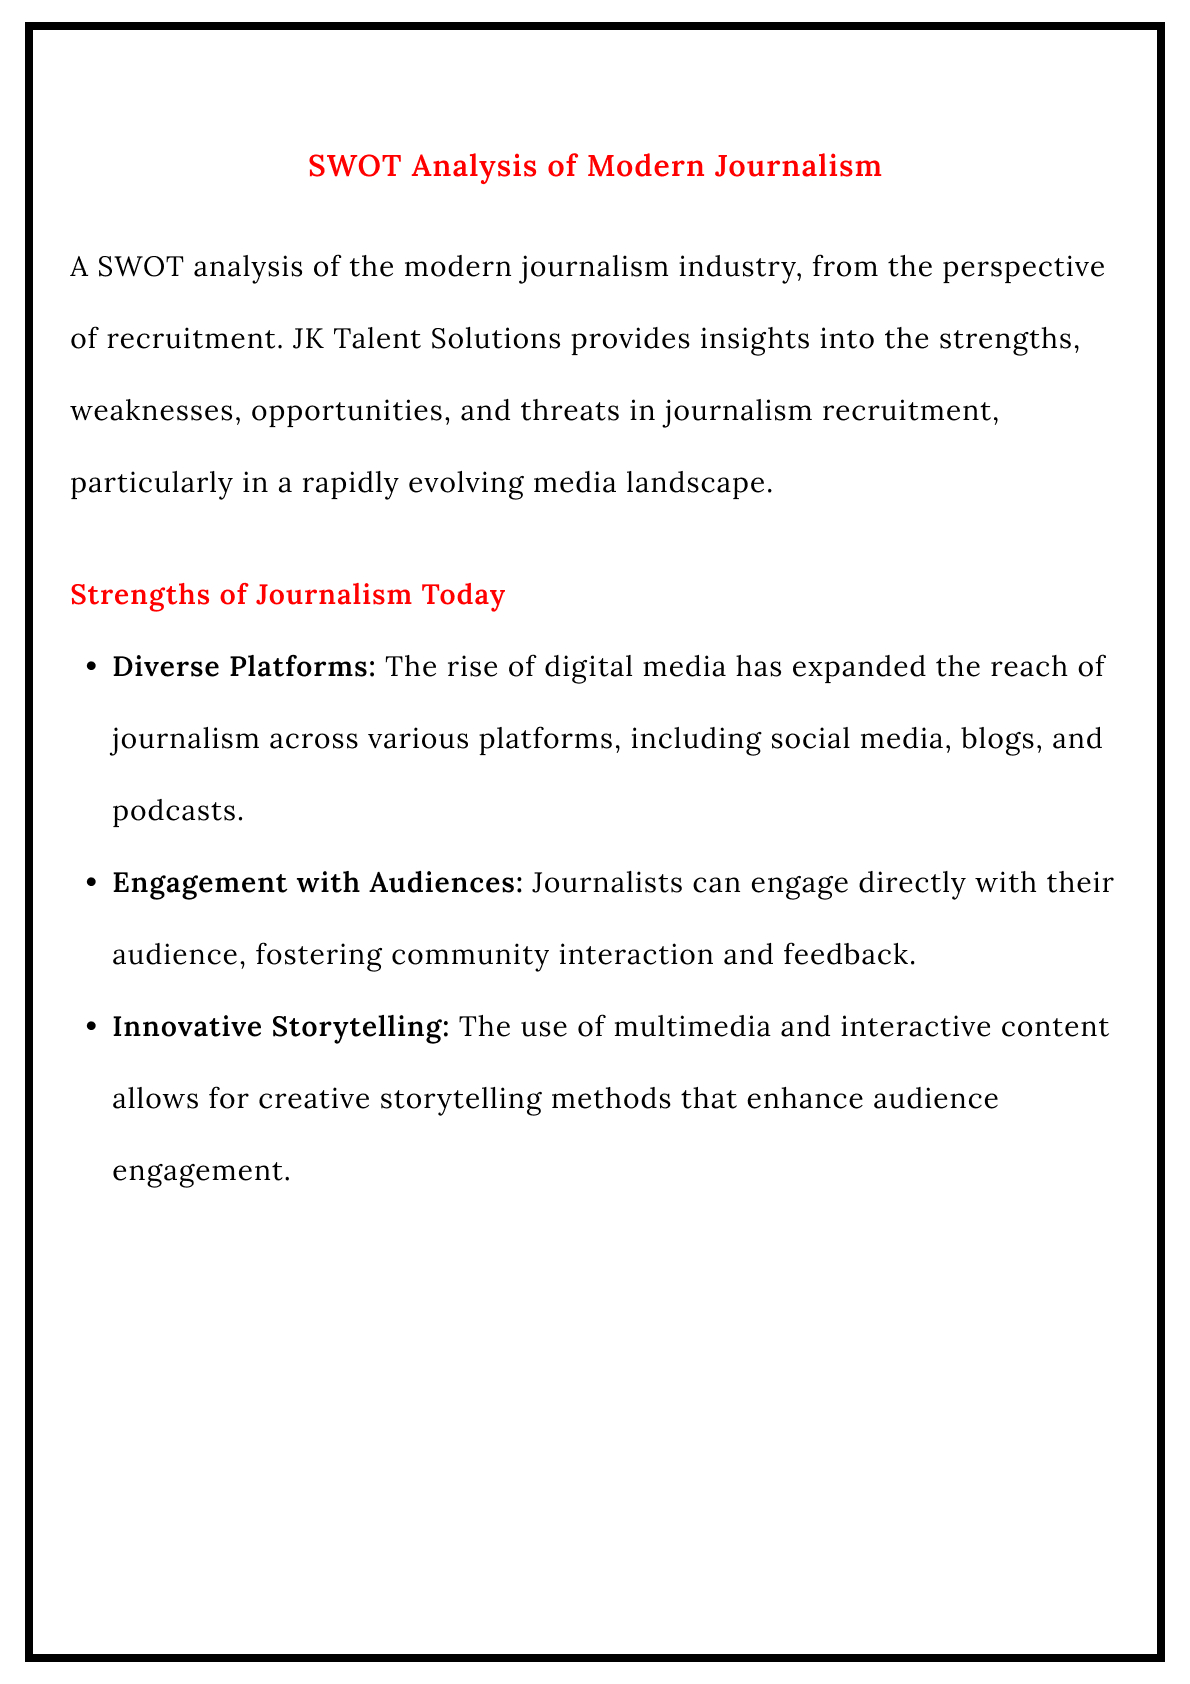 SWOT Analysis of Modern Journalism
A SWOT analysis of the modern journalism industry, from the perspective
of recruitment. JK Talent Solutions provides insights into the strengths,
weaknesses, opportunities, and threats in journalism recruitment,
particularly in a rapidly evolving media landscape.
Strengths of Journalism Today
• Diverse Platforms: The rise of digital media has expanded the reach of
journalism across various platforms, including social media, blogs, and
podcasts.
• Engagement with Audiences: Journalists can engage directly with their
audience, fostering community interaction and feedback.
• Innovative Storytelling: The use of multimedia and interactive content
allows for creative storytelling methods that enhance audience
engagement.